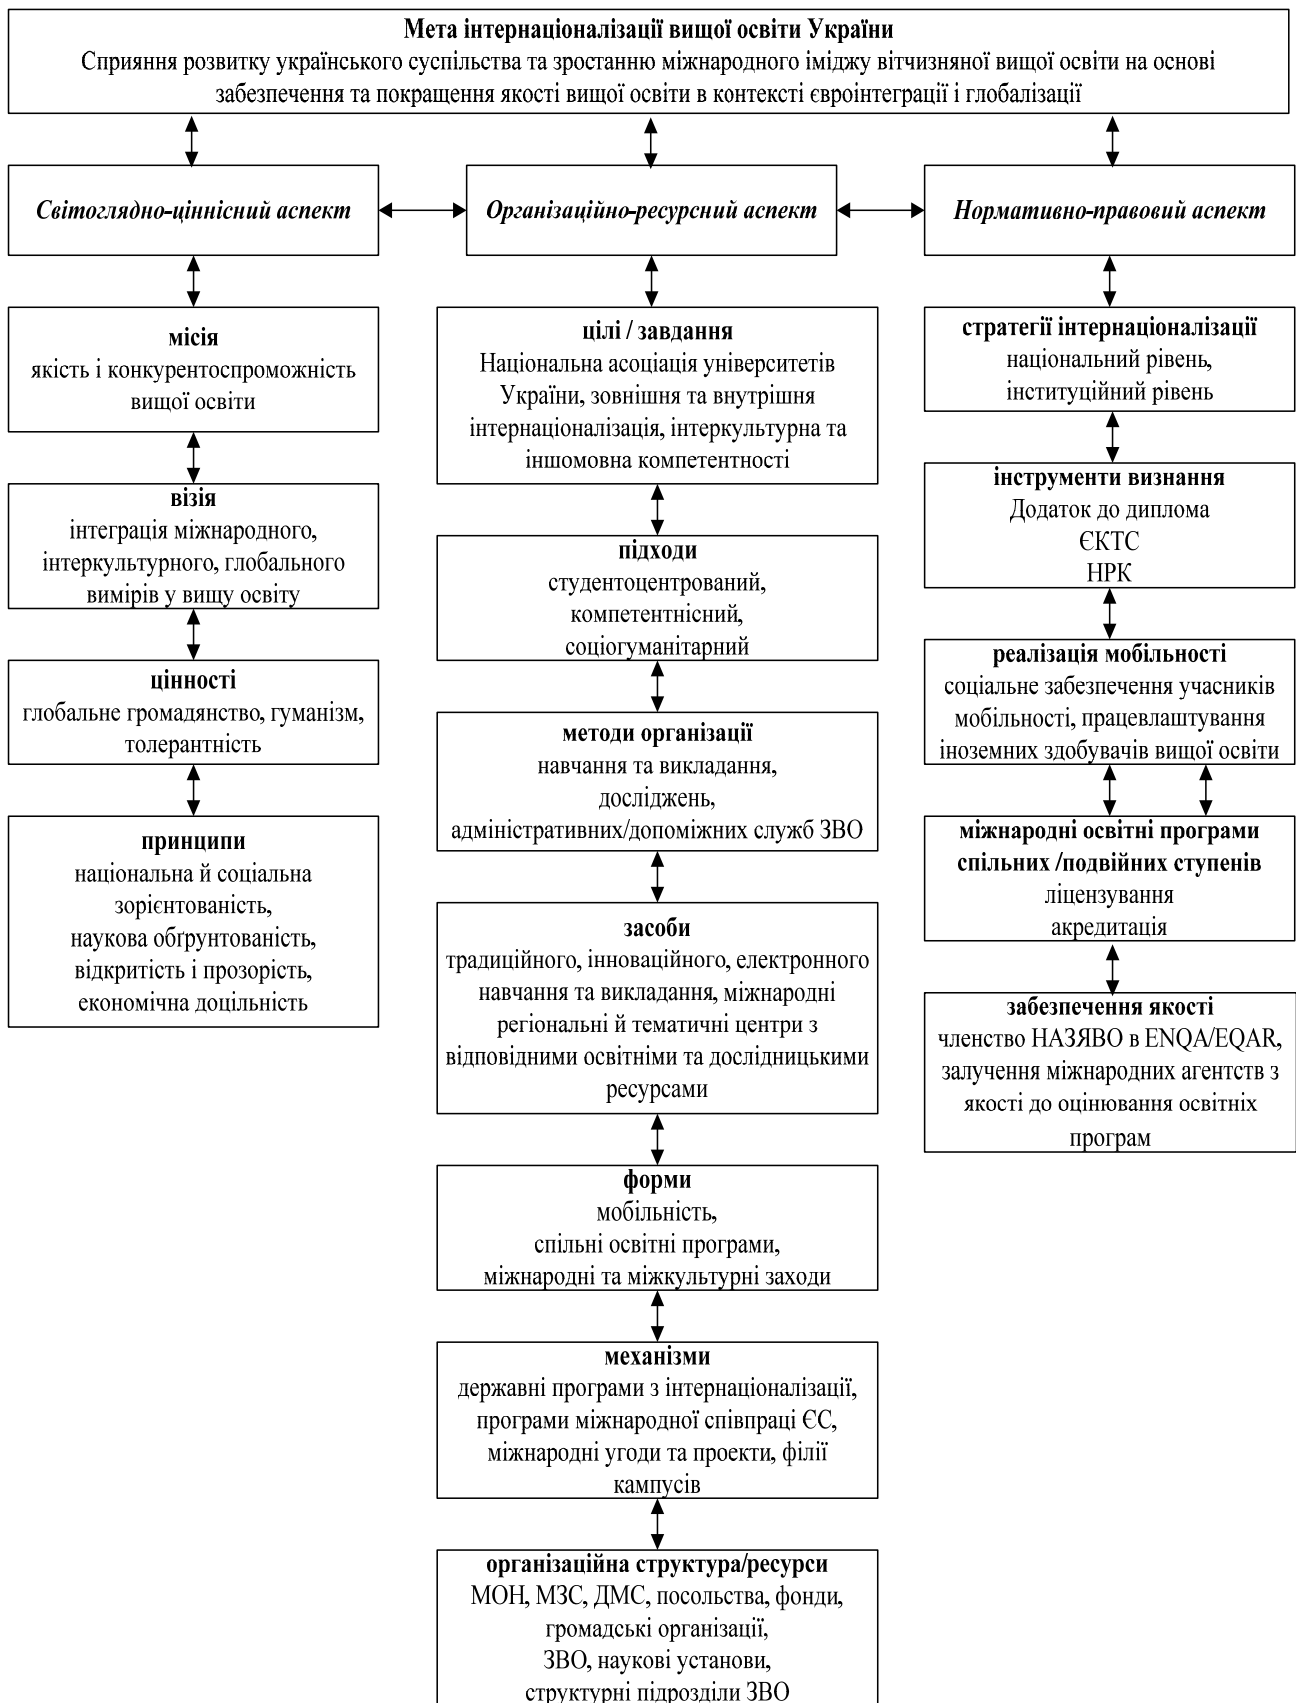 Мета інтернаціоналізації вищої освіти України
Сприяння розвитку українського суспільства та зростанню міжнародного іміджу вітчизняної вищої освіти на основі
забезпечення та покращення якості вищої освіти в контексті євроінтеграції і глобалізації
Світоглядно-ціннісний аспект
Організаційно-ресурсний аспект
Нормативно-правовий аспект
місія
якість і конкурентоспроможність
вищої освіти
візія
інтеграція міжнародного,
інтеркультурного, глобального
вимірів у вищу освіту
цінності
глобальне громадянство, гуманізм,
толерантність
принципи
національна й соціальна
зорієнтованість,
наукова обґрунтованість,
відкритість і прозорість,
економічна доцільність
цілі / завдання
Національна асоціація університетів
України, зовнішня та внутрішня
інтернаціоналізація, інтеркультурна та
іншомовна компетентності
підходи
студентоцентрований,
компетентнісний,
соціогуманітарний
методи організації
навчання та викладання,
досліджень,
адміністративних/допоміжних служб ЗВО
засоби
традиційного, інноваційного, електронного
навчання та викладання, міжнародні
регіональні й тематичні центри з
відповідними освітніми та дослідницькими
ресурсами
форми
мобільність,
спільні освітні програми,
міжнародні та міжкультурні заходи
механізми
державні програми з інтернаціоналізації,
програми міжнародної співпраці ЄС,
міжнародні угоди та проекти, філії
кампусів
організаційна структура/ресурси
МОН, МЗС, ДМС, посольства, фонди,
громадські організації,
ЗВО, наукові установи,
структурні підрозділи ЗВО
стратегії інтернаціоналізації
національний рівень,
інституційний рівень
інструменти визнання
Додаток до диплома
ЄКТС
НРК
реалізація мобільності
соціальне забезпечення учасників
мобільності, працевлаштування
іноземних здобувачів вищої освіти
міжнародні освітні програми
спільних /подвійних ступенів
ліцензування
акредитація
забезпечення якості
членство НАЗЯВО в ENQA/EQAR,
залучення міжнародних агентств з
якості до оцінювання освітніх
програм